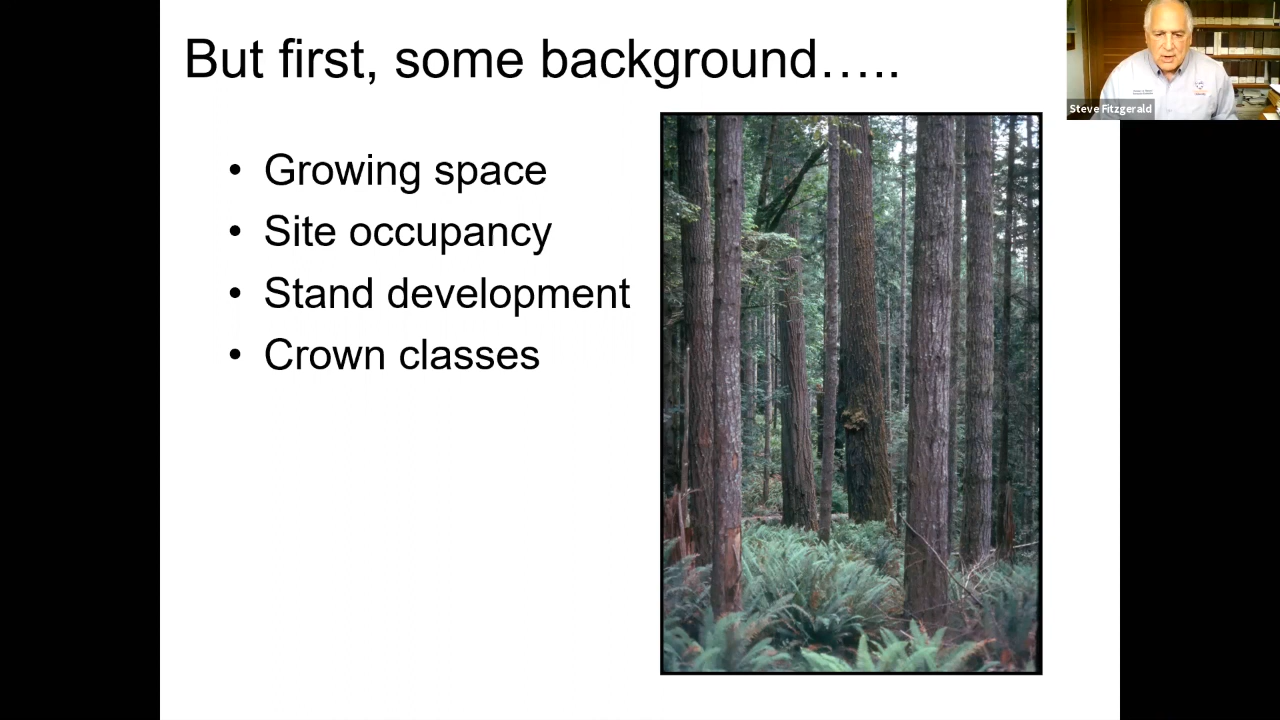 But first, some background…..
• Growing space
• Site occupancy
• Stand development
• Crown classes
Steve Fitzgerald